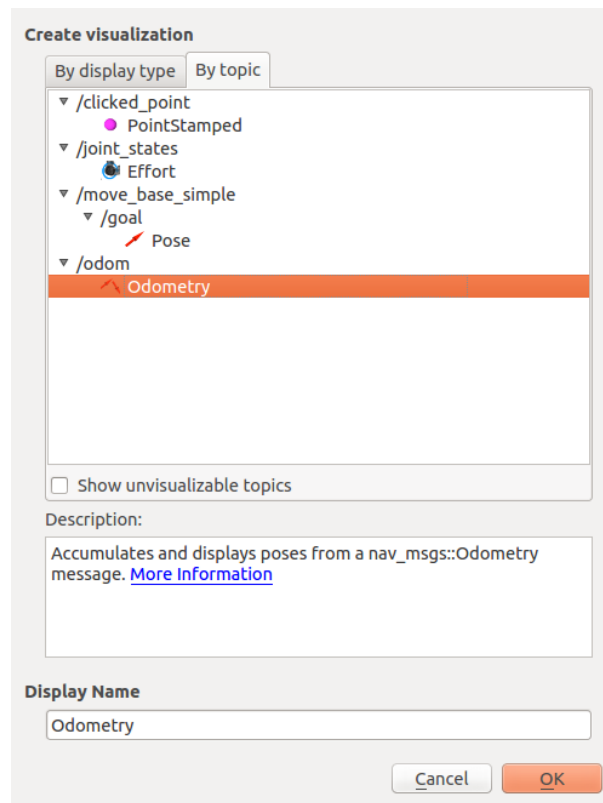 Create visualization
By display type By topic
/clicked_point
PointStamped
/joint_states
Effort
/move_base_simple
/goal
Pose
/odom
Odometry
Show unvisualizable topics
Description:
Accumulates and displays poses from a nav_msgs::Odometry
message. More Information
Display Name
Odometry
Cancel OK